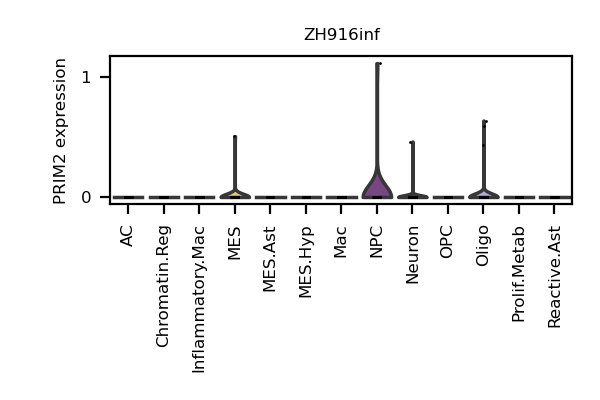 ZH916inf
PRIM2 expression
1
0
AC
Chromatin.Reg
Inflammatory.Mac
MES
MES.Ast
MES.Hyp
Mac
NPC
Neuron
OPC
Oligo
Prolif.Metab
Reactive.Ast